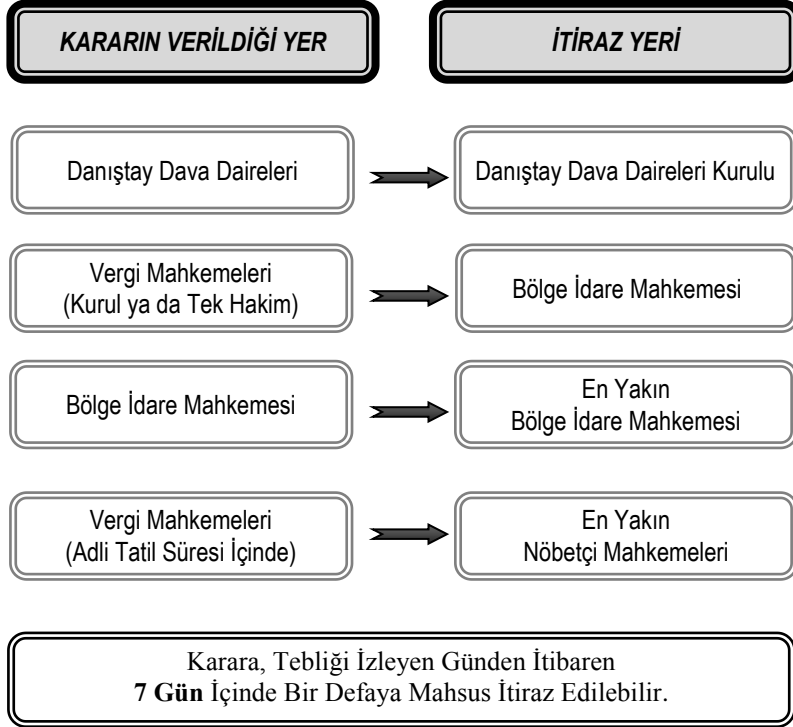 KARARIN VERİLDİĞİ YER
İTİRAZ YERİ
Danıştay Dava Daireleri
Danıştay Dava Daireleri Kurulu
Vergi Mahkemeleri
(Kurul ya da Tek Hakim)
Bölge İdare Mahkemesi
Bölge İdare Mahkemesi
En Yakın
Bölge İdare Mahkemesi
Vergi Mahkemeleri
(Adli Tatil Süresi İçinde)
En Yakın
Nöbetçi Mahkemeleri
Karara, Tebliği İzleyen Günden İtibaren
7 Gün İçinde Bir Defaya Mahsus İtiraz Edilebilir.